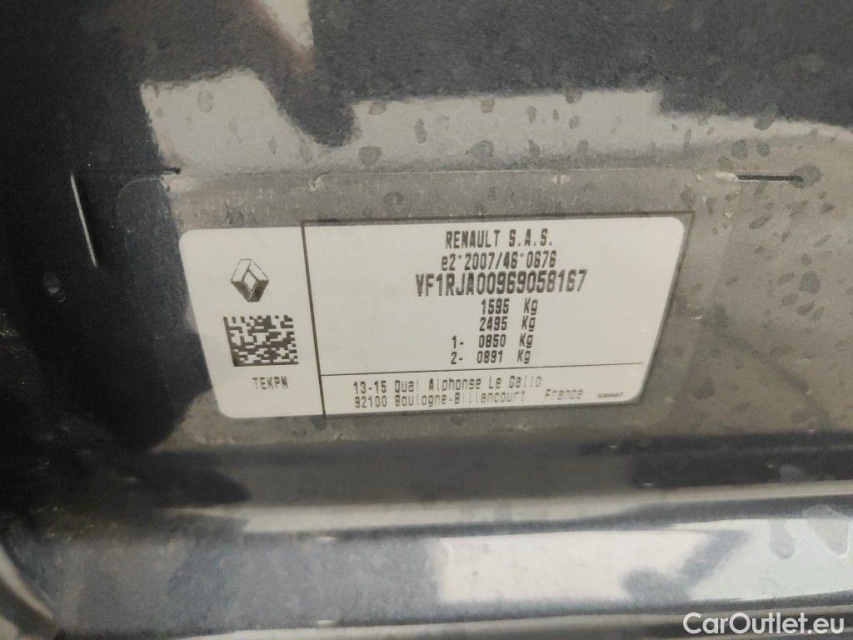 RENAULT S.A.S.
e2*2007/46*0676
VF1RJA00969058167
1595 Kg
2495 Kg
1- 0850 Kg
2- 0891 Kg
TEKPN
13-15 Quai Alphonse Le Gallo
92100 Boulogne-Billancourt France
CarOutlet.eu